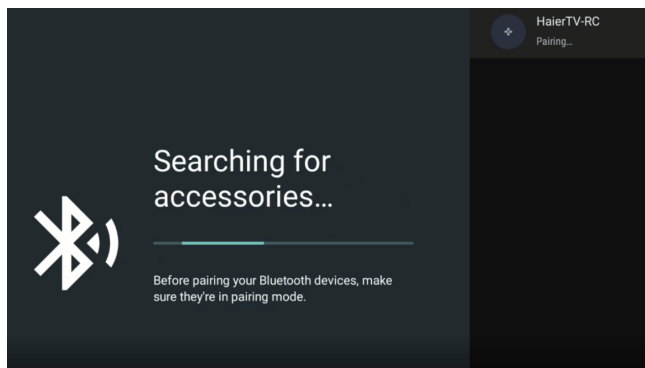 Searching for
accessories…
Before pairing your Bluetooth devices, make
sure they're in pairing mode.
HaierTV-RC
Pairing…